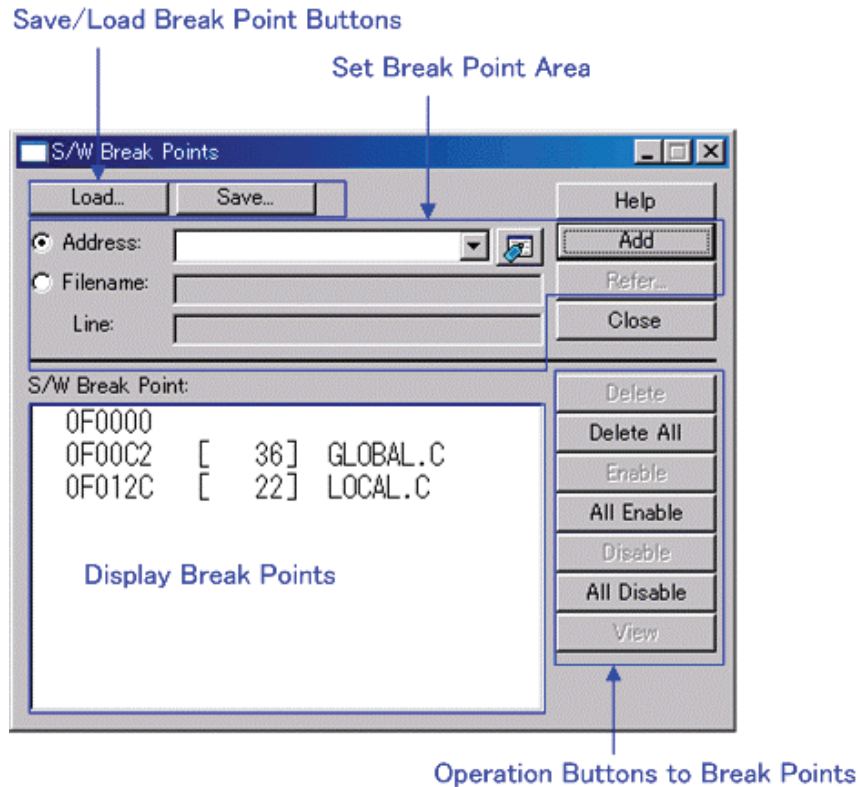 Save/Load Break Point Buttons
Set Break Point Area
S/W Break Points
Load...
Save...
Help
Address:
Add
Filename:
Refer...
Line:
Close
S/W Break Point:
Delete
0F0000
Delete All
0F00C2 [ 36] GLOBAL.C
Enable
0F012C [ 22] LOCAL.C
All Enable
Disable
Display Break Points
All Disable
View
Operation Buttons to Break Points